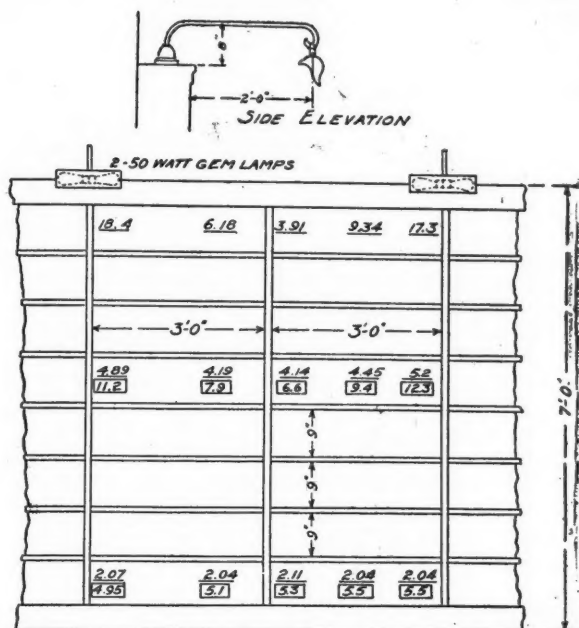 8"
2'-0"
SIDE ELEVATION
2-50 WATT GEM LAMPS
18.4 6.18 3.91 9.34 17.3
3'-0" 3'-0"
4.89 4.19 4.14 4.45 5.2
11.2 7.9 6.6 9.4 12.3
7'-0"
9"
9"
9"
2.07 2.04 2.11 2.04 2.04
4.95 5.1 5.3 5.5 5.5